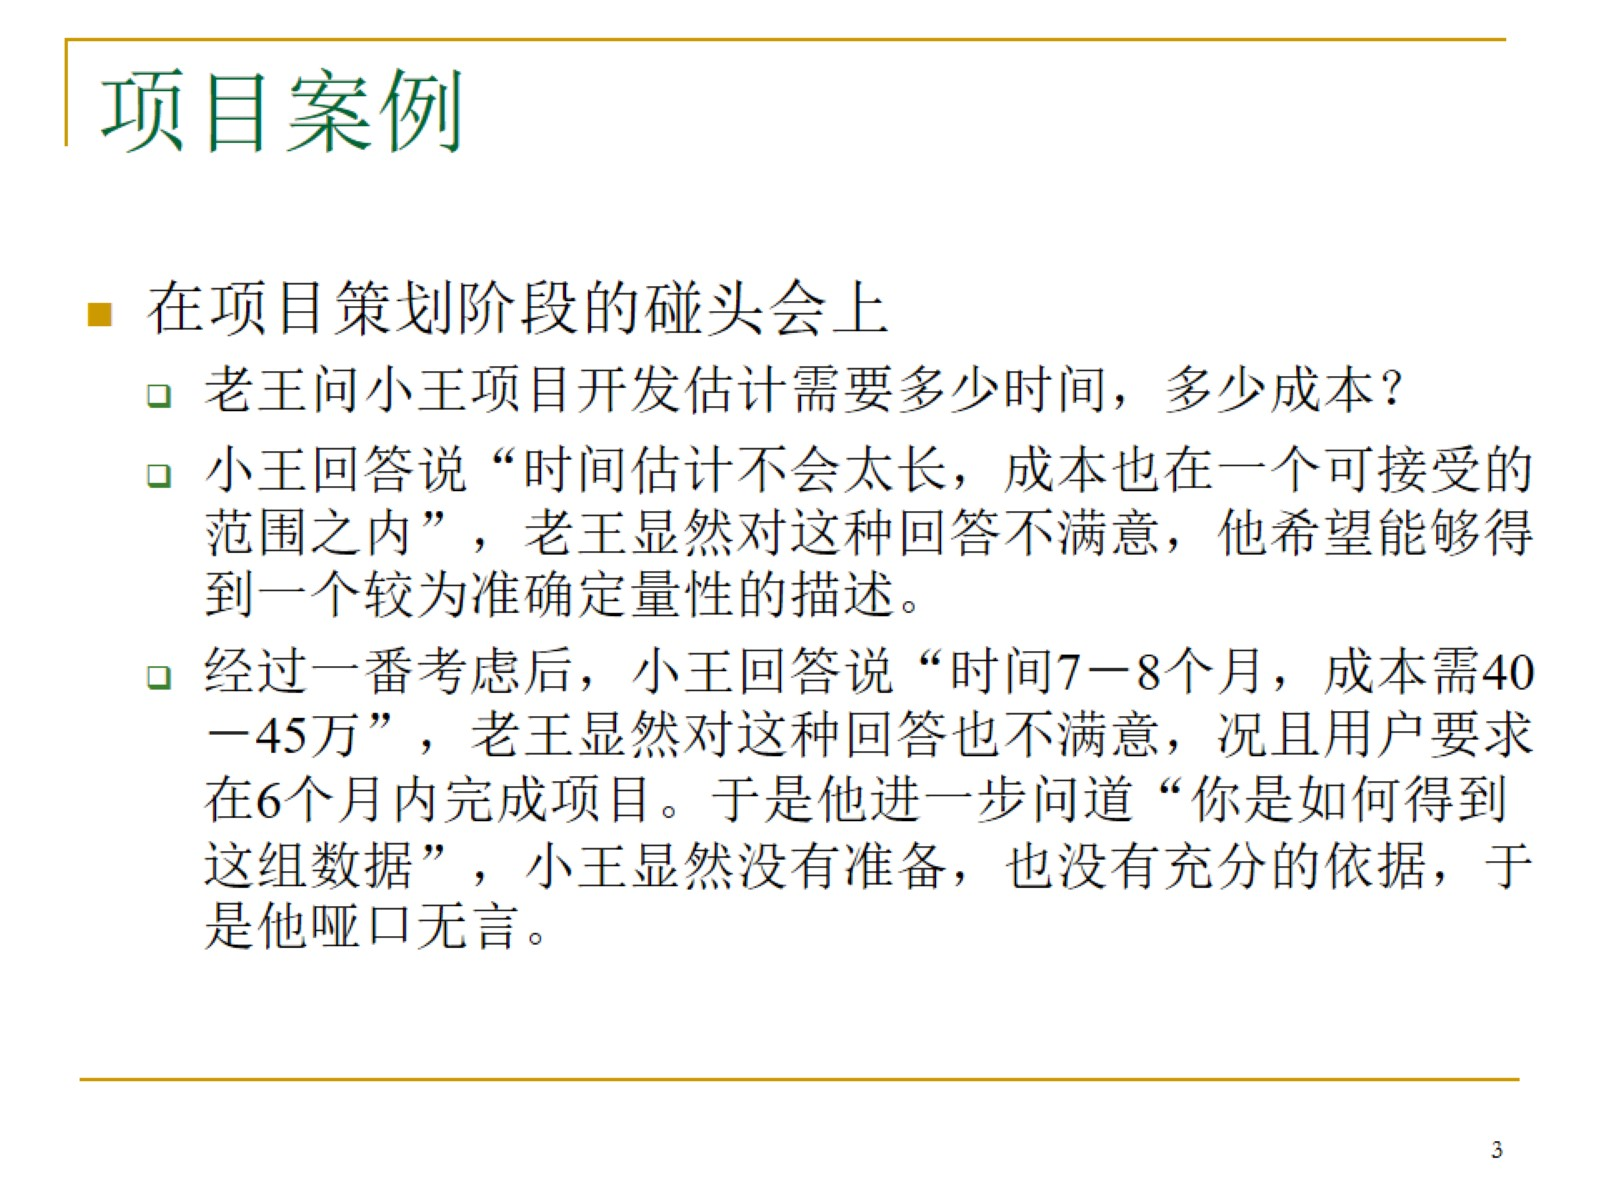 项目案例
在项目策划阶段的碰头会上
老王问小王项目开发估计需要多少时间，多少成本？
小王回答说“时间估计不会太长，成本也在一个可接受的
范围之内”，老王显然对这种回答不满意，他希望能够得
到一个较为准确定量性的描述。
经过一番考虑后，小王回答说“时间7－8个月，成本需40
－45万”，老王显然对这种回答也不满意，况且用户要求
在6个月内完成项目。于是他进一步问道“你是如何得到
这组数据”，小王显然没有准备，也没有充分的依据，于
是他哑口无言。
3